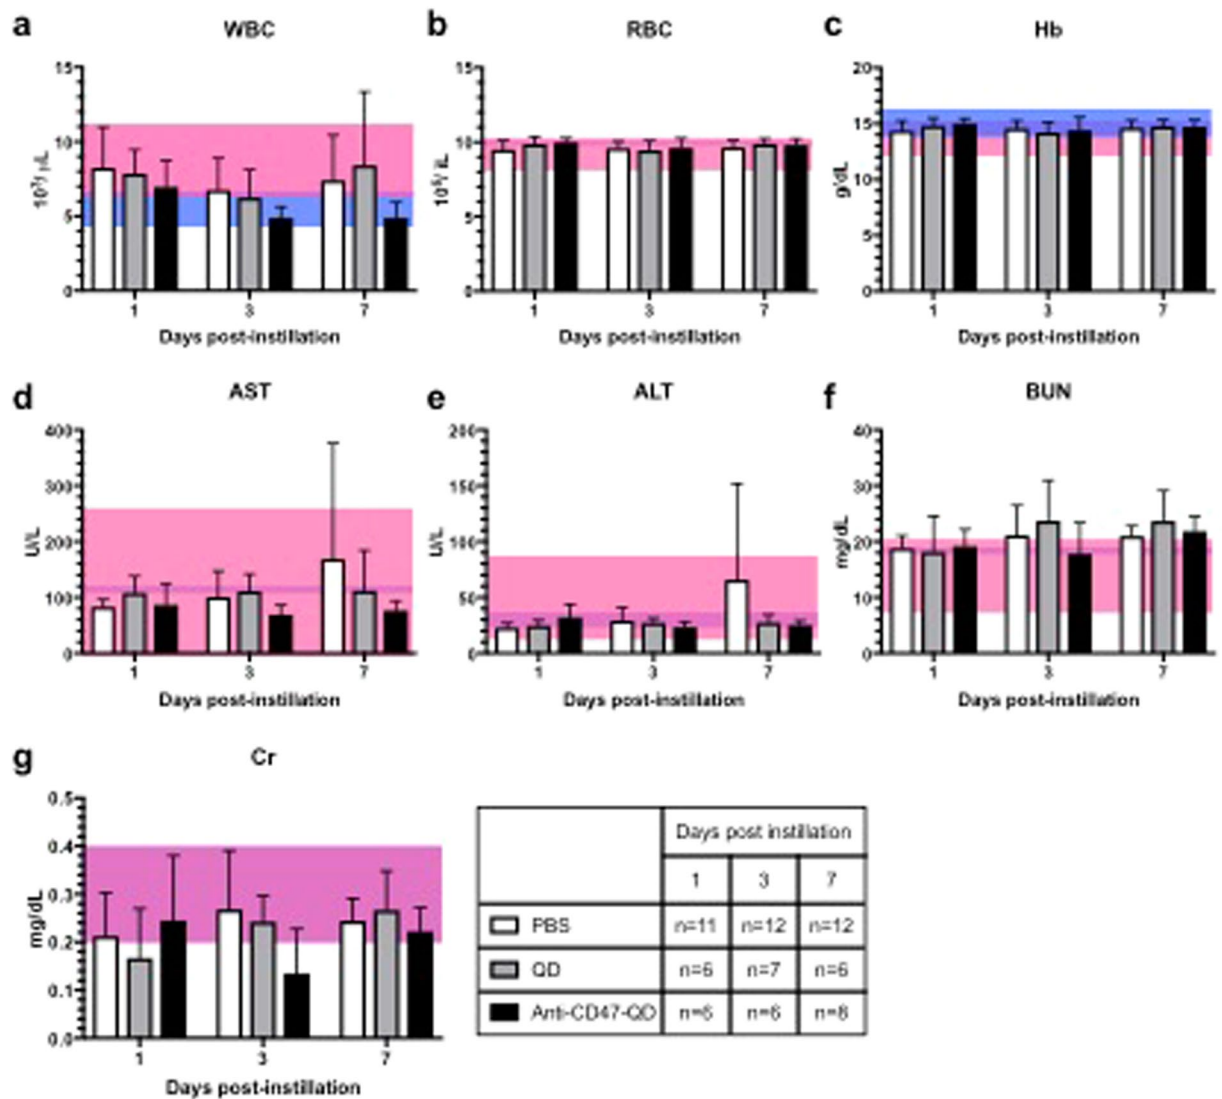 a WBC
15
10
5
0
10³/ µL
1 3 7
Days post-instillation
b RBC
15
10
5
0
1 3 7
Days post-instillation
c Hb
20
15
10
5
0
g/dL
1 3 7
Days post-instillation
d AST
400
300
200
100
0
U/L
1 3 7
Days post-instillation
e ALT
200
150
100
50
0
U/L
1 3 7
Days post-instillation
f BUN
40
30
20
10
0
mg/dL
1 3 7
Days post-instillation
g Cr
0.5
0.4
0.3
0.2
0.1
0.0
mg/dL
1 3 7
Days post-instillation
Days post instillation
1 3 7
PBS n=11 n=12 n=12
QD n=6 n=7 n=6
Anti-CD47-QD n=6 n=6 n=8